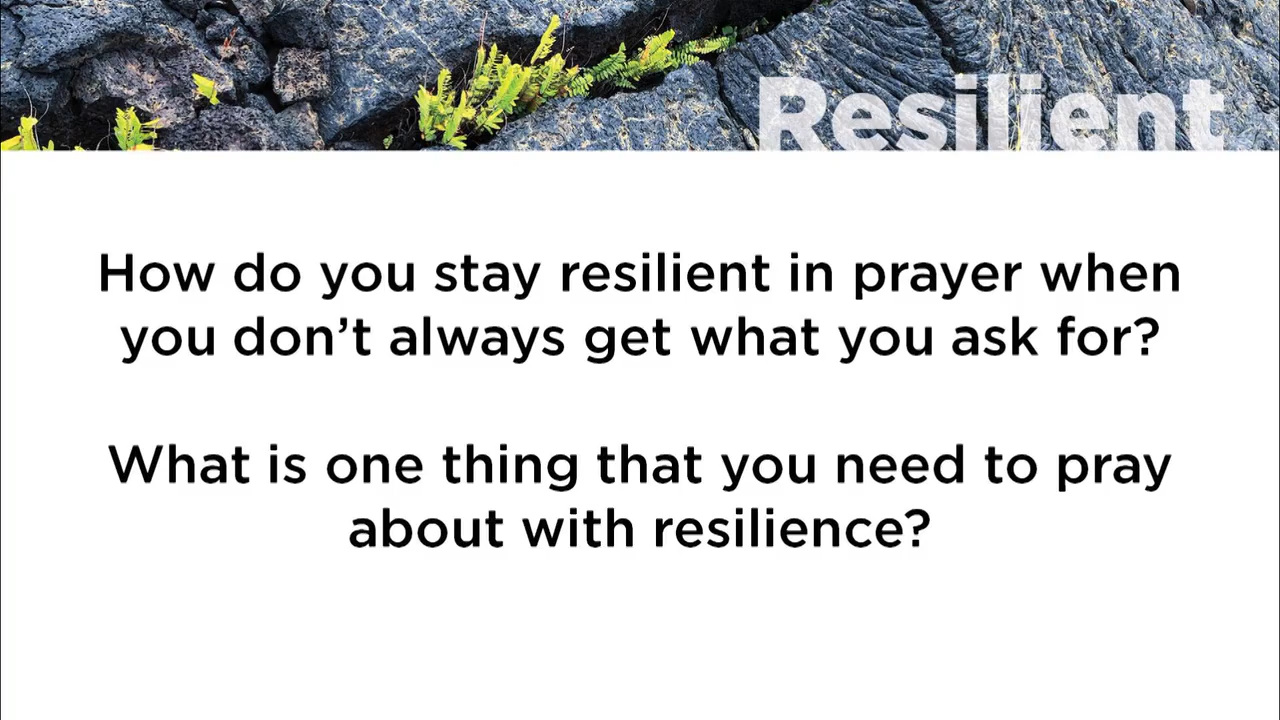 Resilient
How do you stay resilient in prayer when
you don’t always get what you ask for?
What is one thing that you need to pray
about with resilience?